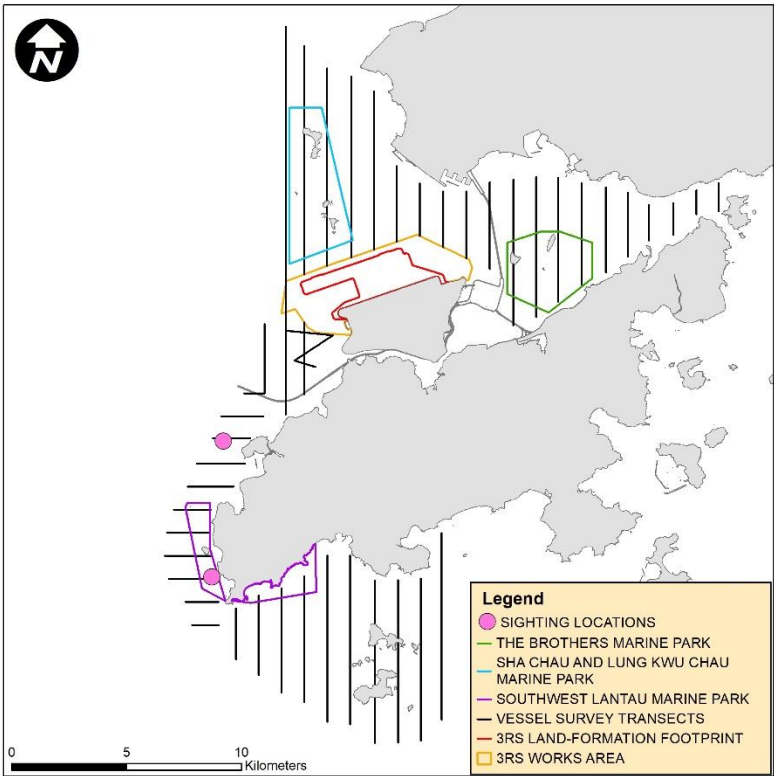 N
Legend
SIGHTING LOCATIONS
THE BROTHERS MARINE PARK
SHA CHAU AND LUNG KWU CHAU
MARINE PARK
SOUTHWEST LANTAU MARINE PARK
VESSEL SURVEY TRANSECTS
3RS LAND-FORMATION FOOTPRINT
3RS WORKS AREA
0 5 10
Kilometers